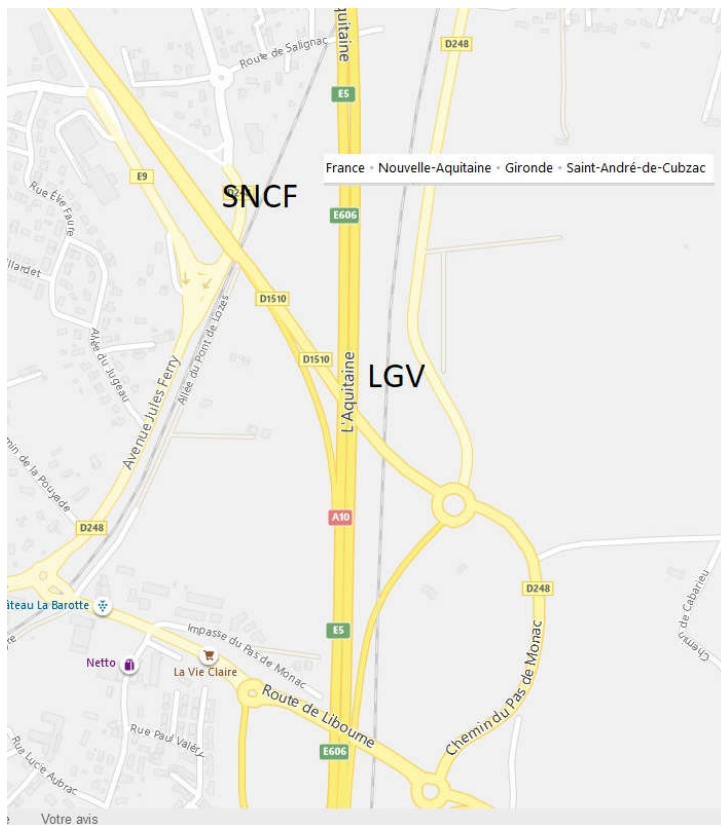 Route de Salignac
D248
quitaine
E5
France • Nouvelle-Aquitaine • Gironde • Saint-André-de-Cubzac
E9
SNCF
E606
Rue Ève Faure
illardet
D1510
Allée du Pont de Lozes
D1510
L'Aquitaine
LGV
Allée du Jugeau
Avenue Jules Ferry
min de la Pouyade
A10
D248
D248
âteau La Barotte
Chemin de Cabarieu
E5
Impasse du Pas de Monac
Netto
La Vie Claire
Chemin du Pas de Monac
Route de Libourne
Rue Paul Valéry
E606
Rue Lucie Aubrac
Votre avis